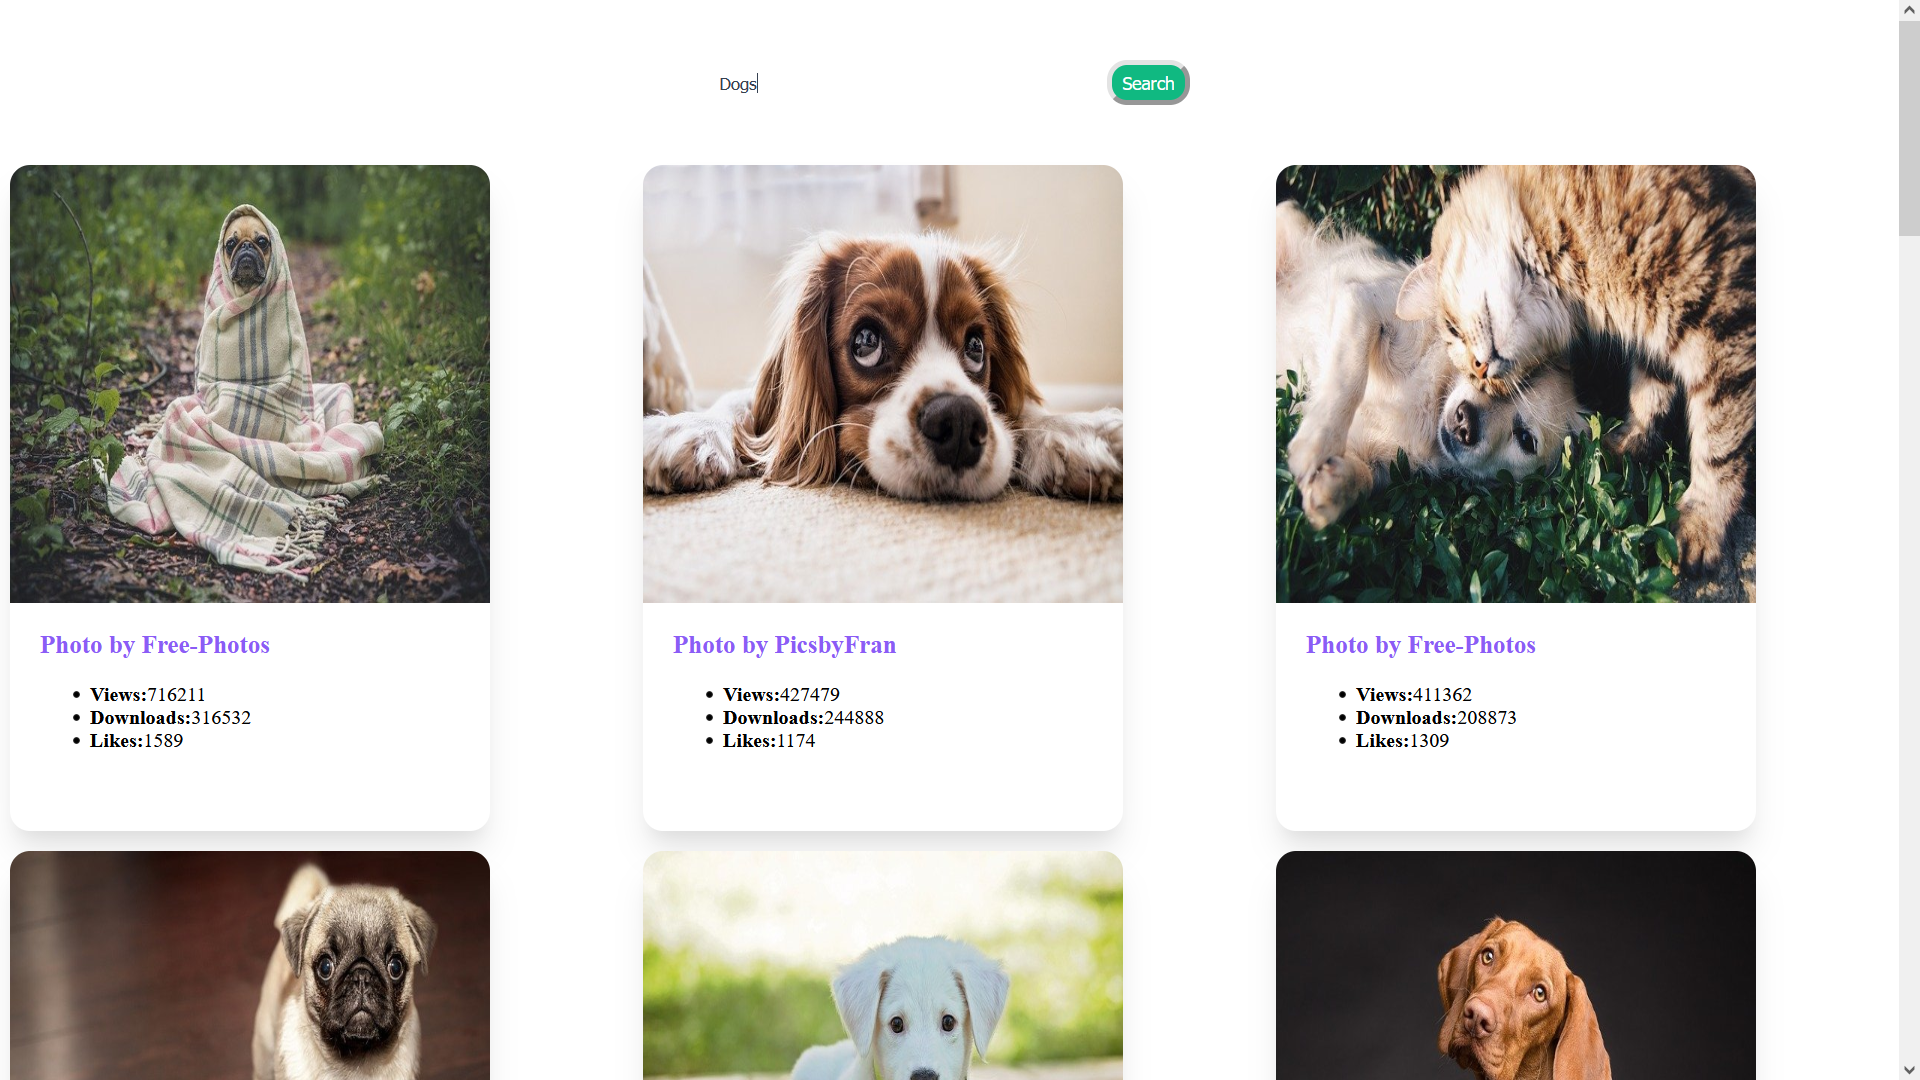 Dogs
Search
Photo by Free-Photos
Views:716211
Downloads:316532
Likes:1589
Photo by PicsbyFran
Views:427479
Downloads:244888
Likes:1174
Photo by Free-Photos
Views:411362
Downloads:208873
Likes:1309